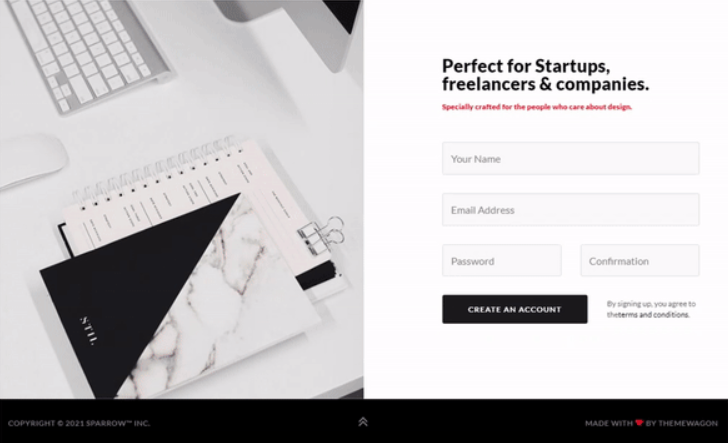 Perfect for Startups,
freelancers & companies.
Specially crafted for the people who care about design.
Your Name
Email Address
Password
Confirmation
CREATE AN ACCOUNT
By signing up, you agree to
theterms and conditions.
STIL
COPYRIGHT © 2021 SPARROW™ INC.
MADE WITH ❤ BY THEMEWAGON